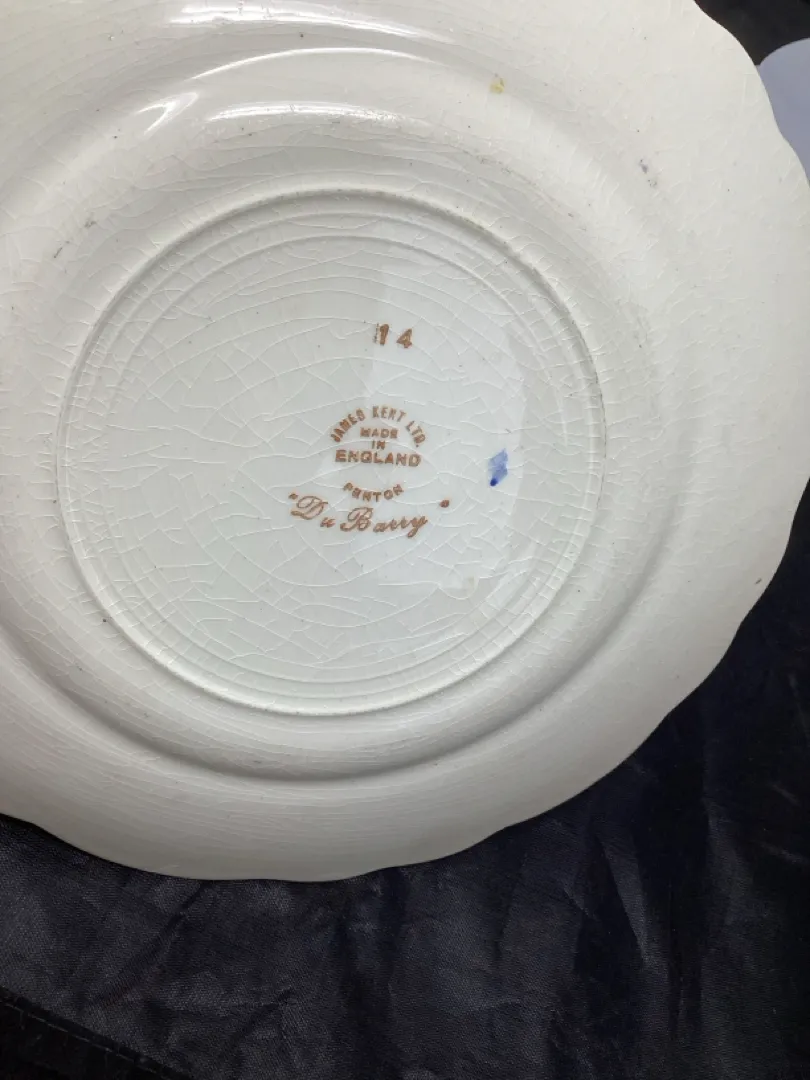 14
JAMES KENT LTD.
MADE
IN
ENGLAND
FENTON
"Du Barry"